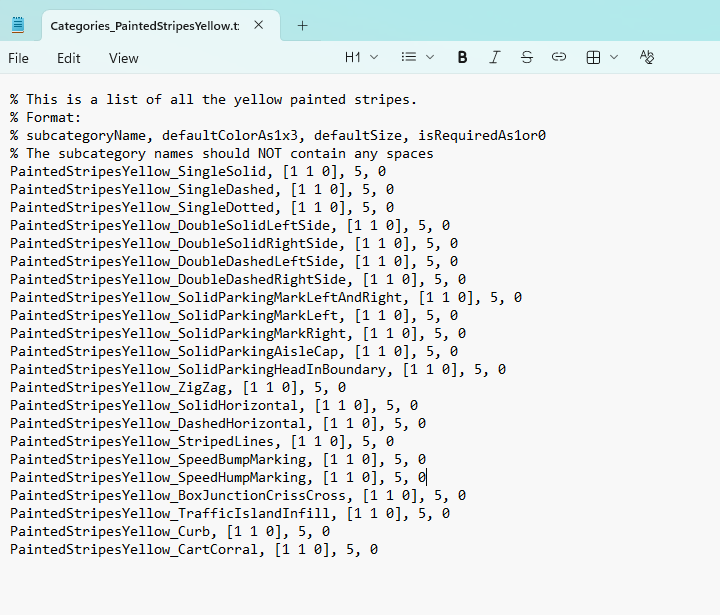 Categories_PaintedStripesYellow.t
File Edit View H1 B I S
% This is a list of all the yellow painted stripes.
% Format:
% subcategoryName, defaultColorAs1x3, defaultSize, isRequiredAs1or0
% The subcategory names should NOT contain any spaces
PaintedStripesYellow_SingleSolid, [1 1 0], 5, 0
PaintedStripesYellow_SingleDashed, [1 1 0], 5, 0
PaintedStripesYellow_SingleDotted, [1 1 0], 5, 0
PaintedStripesYellow_DoubleSolidLeftSide, [1 1 0], 5, 0
PaintedStripesYellow_DoubleSolidRightSide, [1 1 0], 5, 0
PaintedStripesYellow_DoubleDashedLeftSide, [1 1 0], 5, 0
PaintedStripesYellow_DoubleDashedRightSide, [1 1 0], 5, 0
PaintedStripesYellow_SolidParkingMarkLeftAndRight, [1 1 0], 5, 0
PaintedStripesYellow_SolidParkingMarkLeft, [1 1 0], 5, 0
PaintedStripesYellow_SolidParkingMarkRight, [1 1 0], 5, 0
PaintedStripesYellow_SolidParkingAisleCap, [1 1 0], 5, 0
PaintedStripesYellow_SolidParkingHeadInBoundary, [1 1 0], 5, 0
PaintedStripesYellow_ZigZag, [1 1 0], 5, 0
PaintedStripesYellow_SolidHorizontal, [1 1 0], 5, 0
PaintedStripesYellow_DashedHorizontal, [1 1 0], 5, 0
PaintedStripesYellow_StripedLines, [1 1 0], 5, 0
PaintedStripesYellow_SpeedBumpMarking, [1 1 0], 5, 0
PaintedStripesYellow_SpeedHumpMarking, [1 1 0], 5, 0
PaintedStripesYellow_BoxJunctionCrissCross, [1 1 0], 5, 0
PaintedStripesYellow_TrafficIslandInfill, [1 1 0], 5, 0
PaintedStripesYellow_Curb, [1 1 0], 5, 0
PaintedStripesYellow_CartCorral, [1 1 0], 5, 0